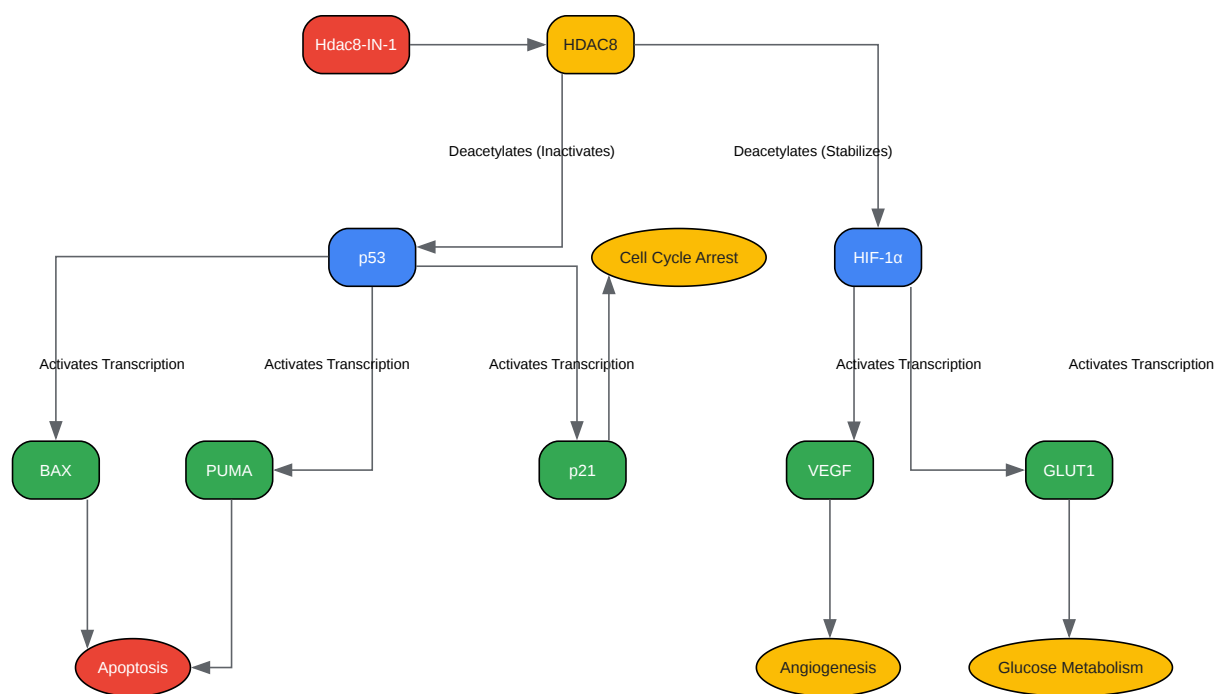 Hdac8-IN-1
HDAC8
Deacetylates (Inactivates)
Deacetylates (Stabilizes)
p53
Cell Cycle Arrest
HIF-1α
Activates Transcription
Activates Transcription
Activates Transcription
Activates Transcription
Activates Transcription
BAX
PUMA
p21
VEGF
GLUT1
Apoptosis
Angiogenesis
Glucose Metabolism